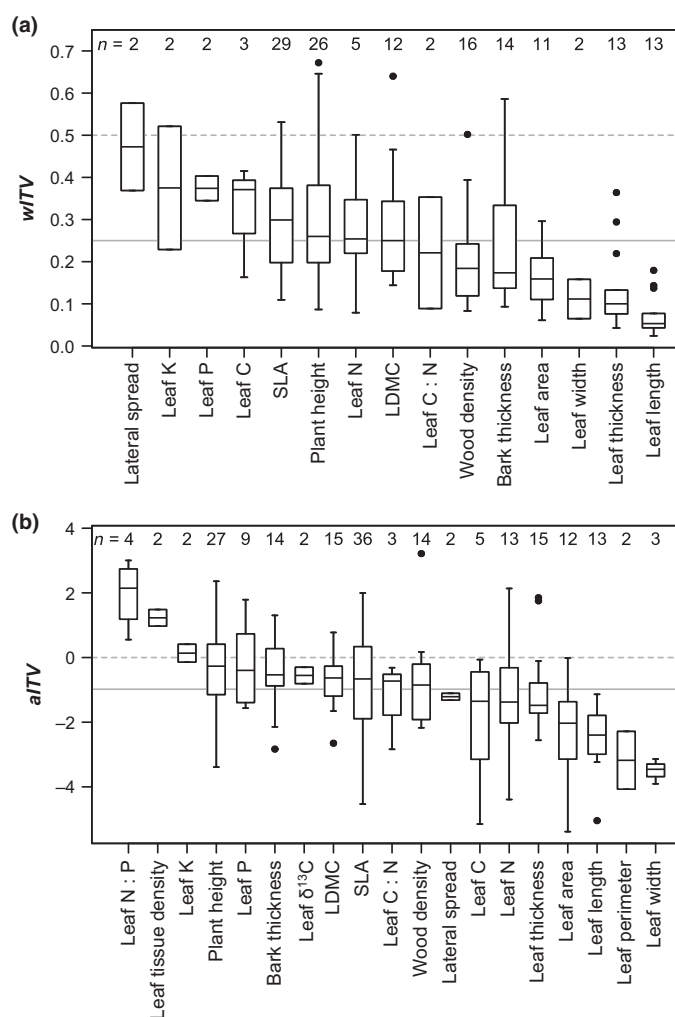 (a)
n = 2 2 2 3 29 26 5 12 2 16 14 11 2 13 13
0.7
0.6
0.5
0.4
0.3
0.2
0.1
0.0
wITV
Lateral spread
Leaf K
Leaf P
Leaf C
SLA
Plant height
Leaf N
LDMC
Leaf C : N
Wood density
Bark thickness
Leaf area
Leaf width
Leaf thickness
Leaf length
(b)
n = 4 2 2 27 9 14 2 15 36 3 14 2 5 13 15 12 13 2 3
4
2
0
–2
–4
aITV
Leaf N : P
Leaf tissue density
Leaf K
Plant height
Leaf P
Bark thickness
Leaf δ¹³C
LDMC
SLA
Leaf C : N
Wood density
Lateral spread
Leaf C
Leaf N
Leaf thickness
Leaf area
Leaf length
Leaf perimeter
Leaf width